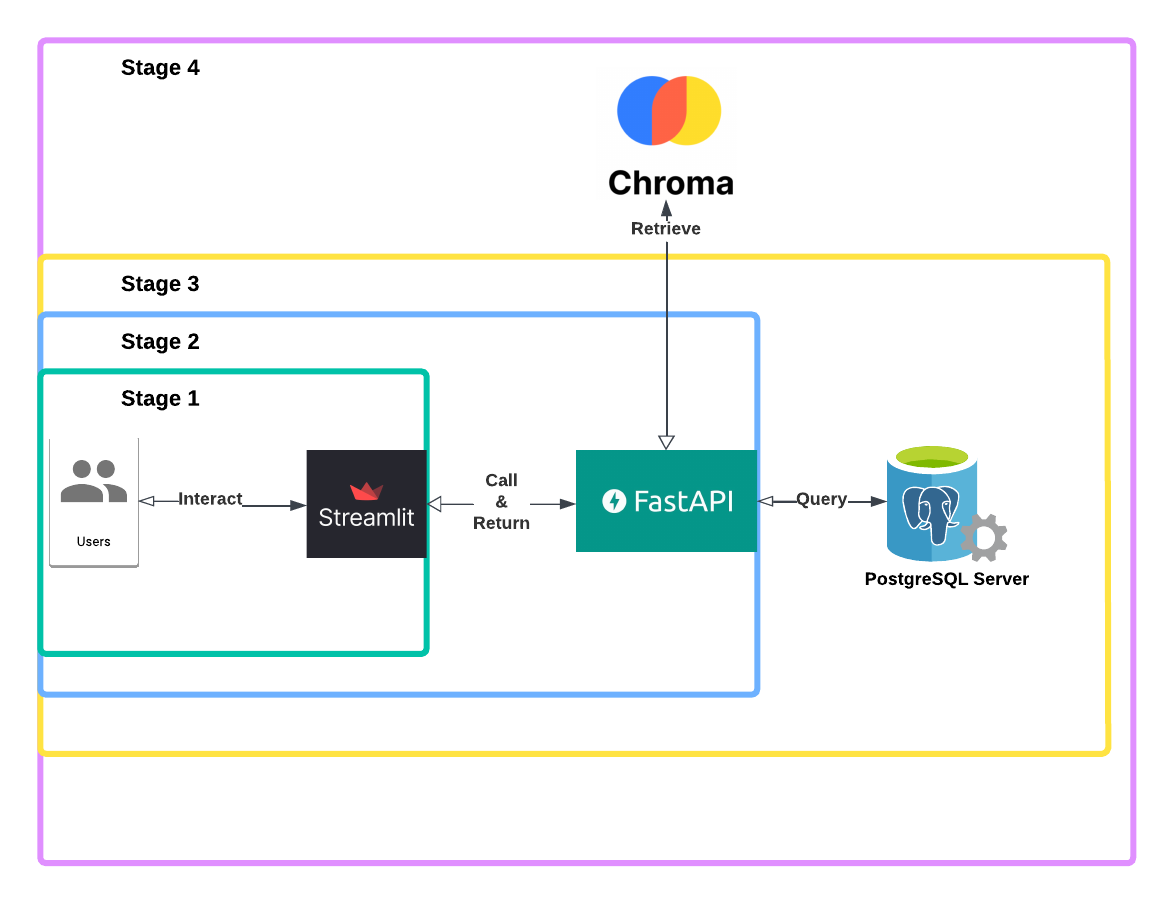 Stage 4
Chroma
Retrieve
Stage 3
Stage 2
Stage 1
Users
Interact
Streamlit
Call
&
Return
FastAPI
Query
PostgreSQL Server